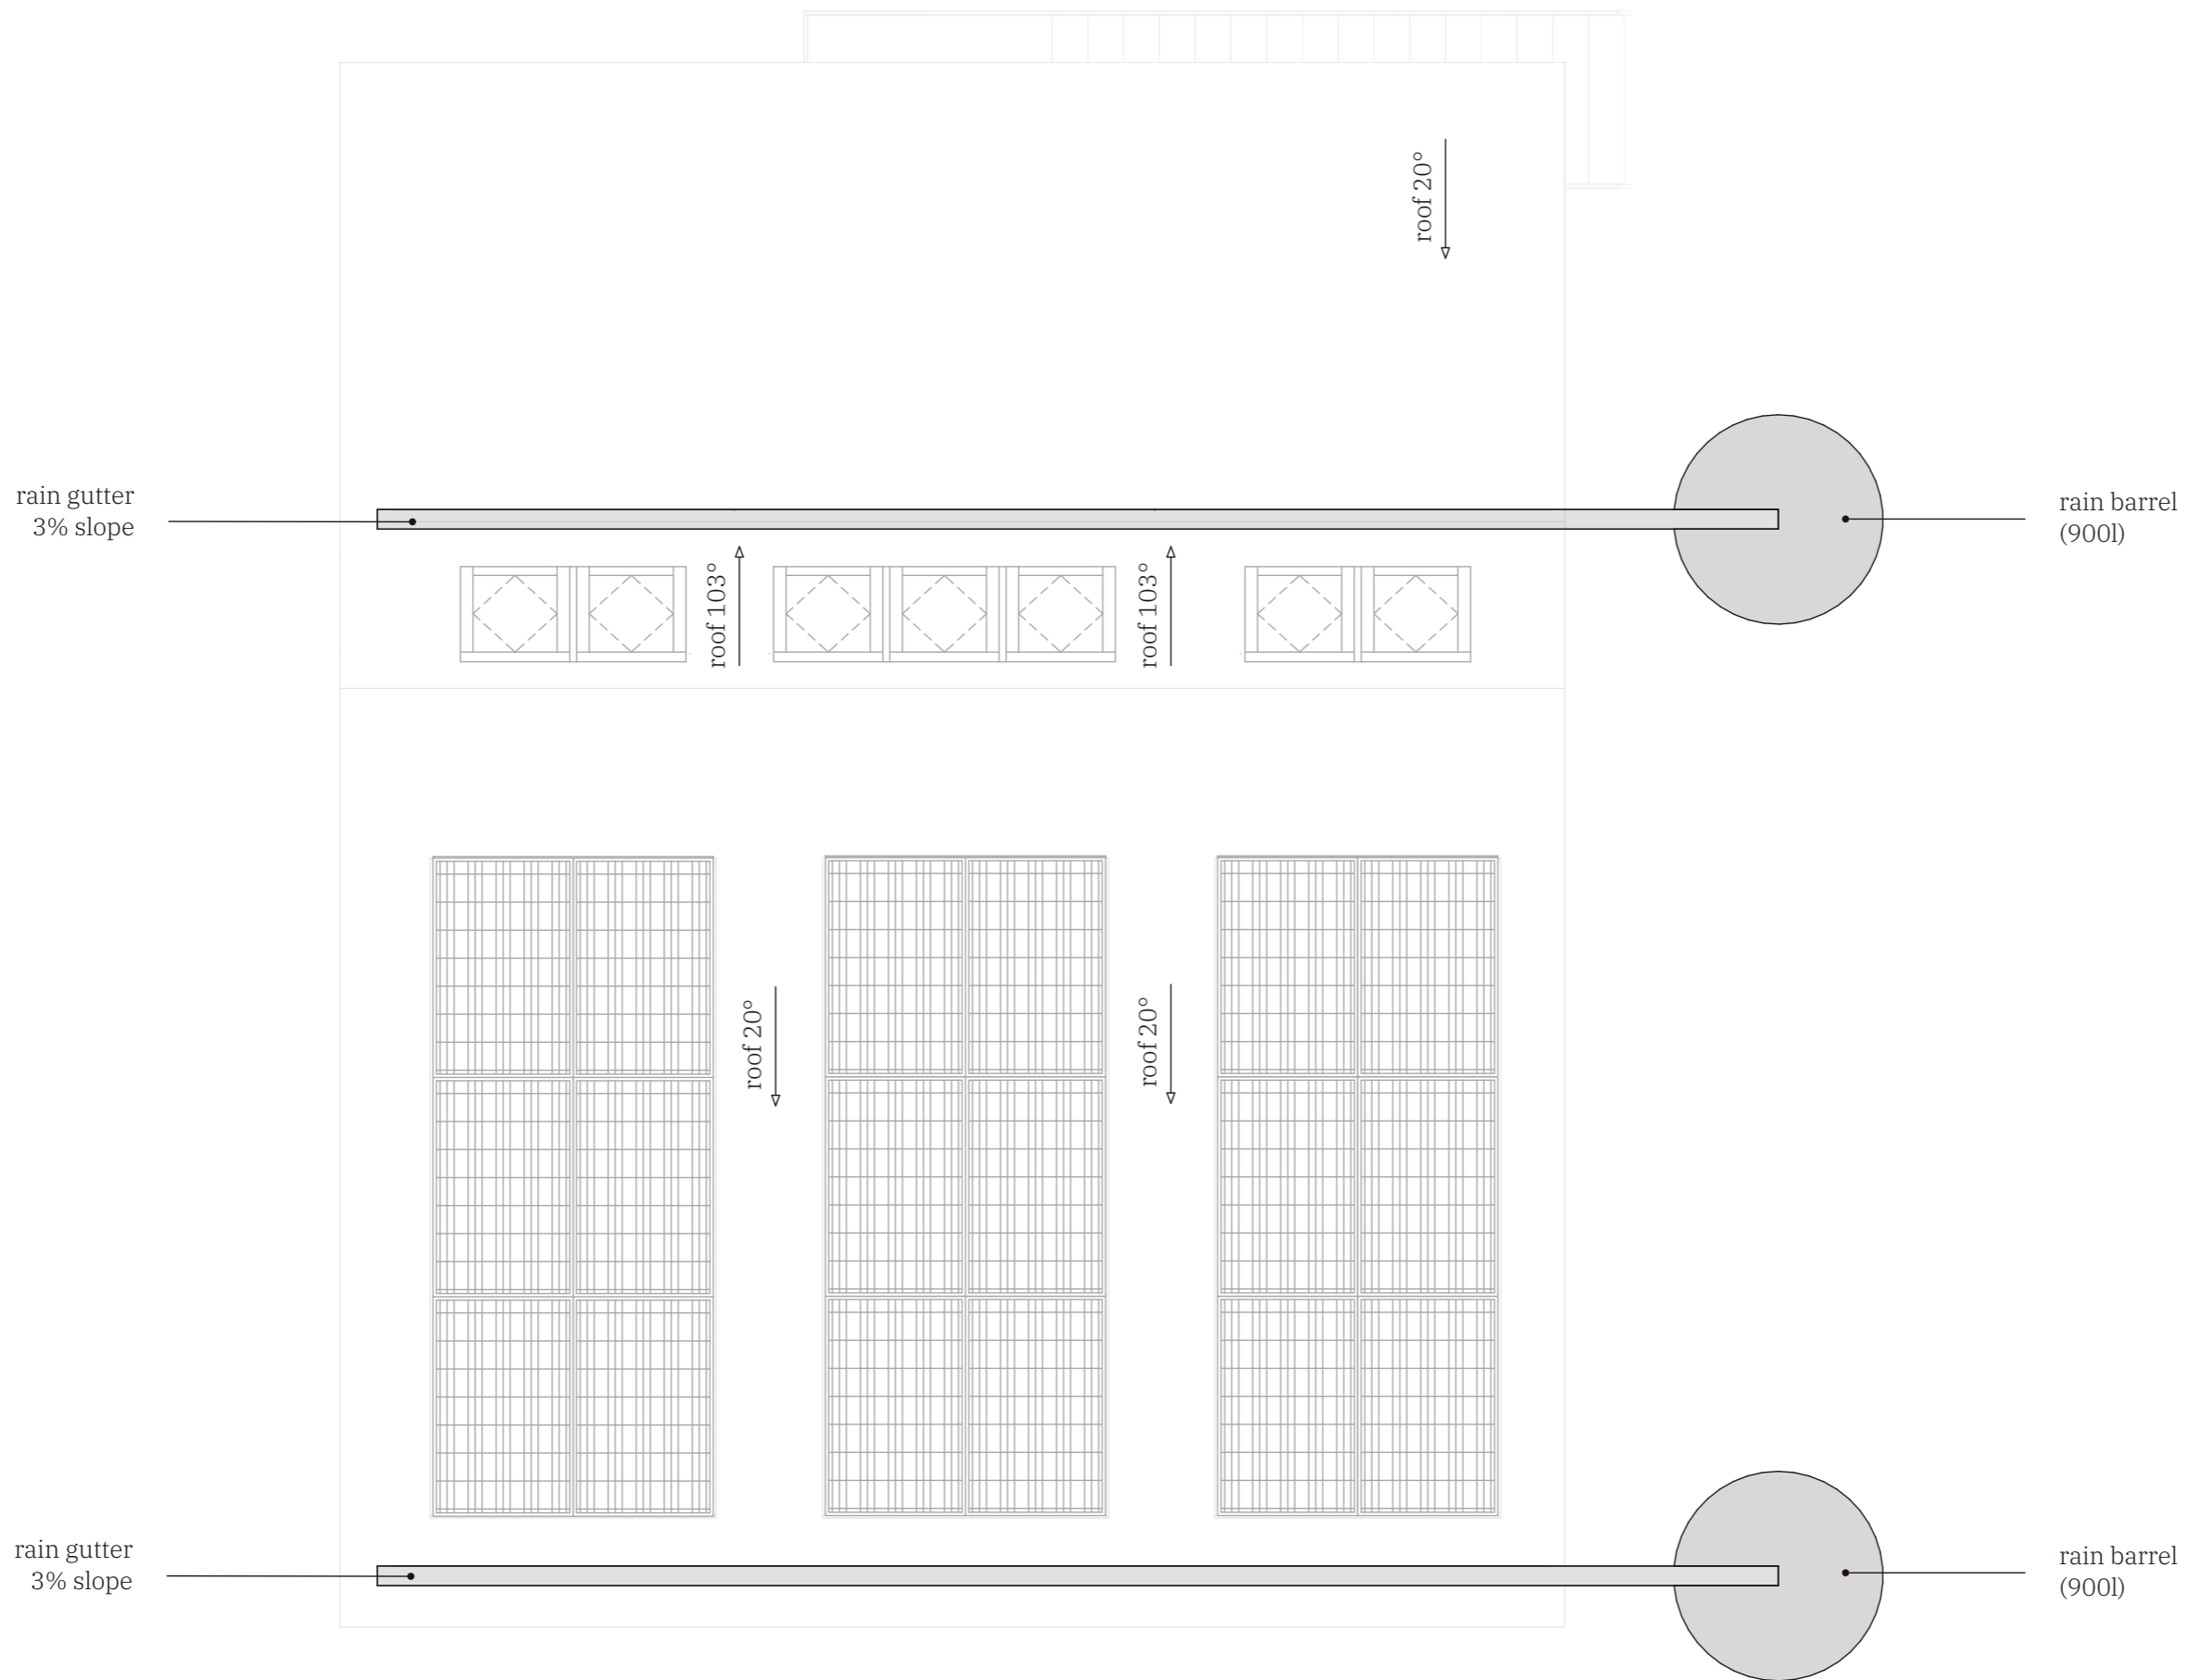 roof 20°
rain gutter
3% slope
rain barrel
(900l)
roof 103°
roof 103°
roof 20°
roof 20°
rain gutter
3% slope
rain barrel
(900l)